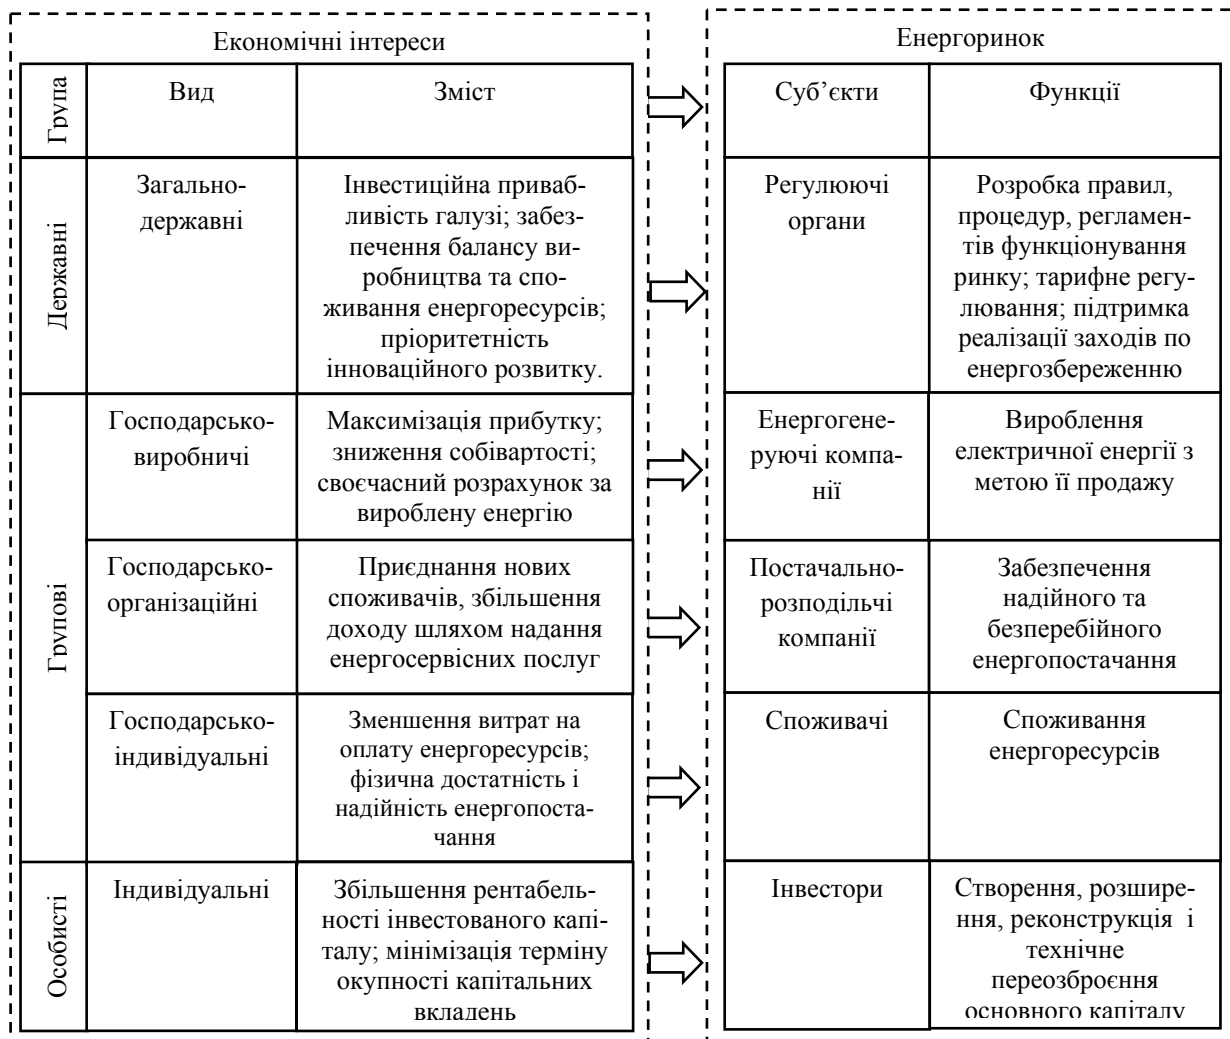 Економічні інтереси
Енергоринок
Група
Вид
Зміст
Суб’єкти
Функції
Державні
Загально-
державні
Інвестиційна приваб-
ливість галузі; забез-
печення балансу ви-
робництва та спо-
живання енергоресурсів;
пріоритетність
інноваційного розвитку.
Регулюючі
органи
Розробка правил,
процедур, регламен-
тів функціонування
ринку; тарифне регу-
лювання; підтримка
реалізації заходів по
енергозбереженню
Групові
Господарсько-
виробничі
Максимізація прибутку;
зниження собівартості;
своєчасний розрахунок за
вироблену енергію
Енергогене-
руючі компа-
нії
Вироблення
електричної енергії з
метою її продажу
Господарсько-
організаційні
Приєднання нових
споживачів, збільшення
доходу шляхом надання
енергосервісних послуг
Постачально-
розподільчі
компанії
Забезпечення
надійного та
безперебійного
енергопостачання
Господарсько-
індивідуальні
Зменшення витрат на
оплату енергоресурсів;
фізична достатність і
надійність енергопоста-
чання
Споживачі
Споживання
енергоресурсів
Особисті
Індивідуальні
Збільшення рентабель-
ності інвестованого капі-
талу; мінімізація терміну
окупності капітальних
вкладень
Інвестори
Створення, розшире-
ння, реконструкція і
технічне
переозброєння
основного капіталу